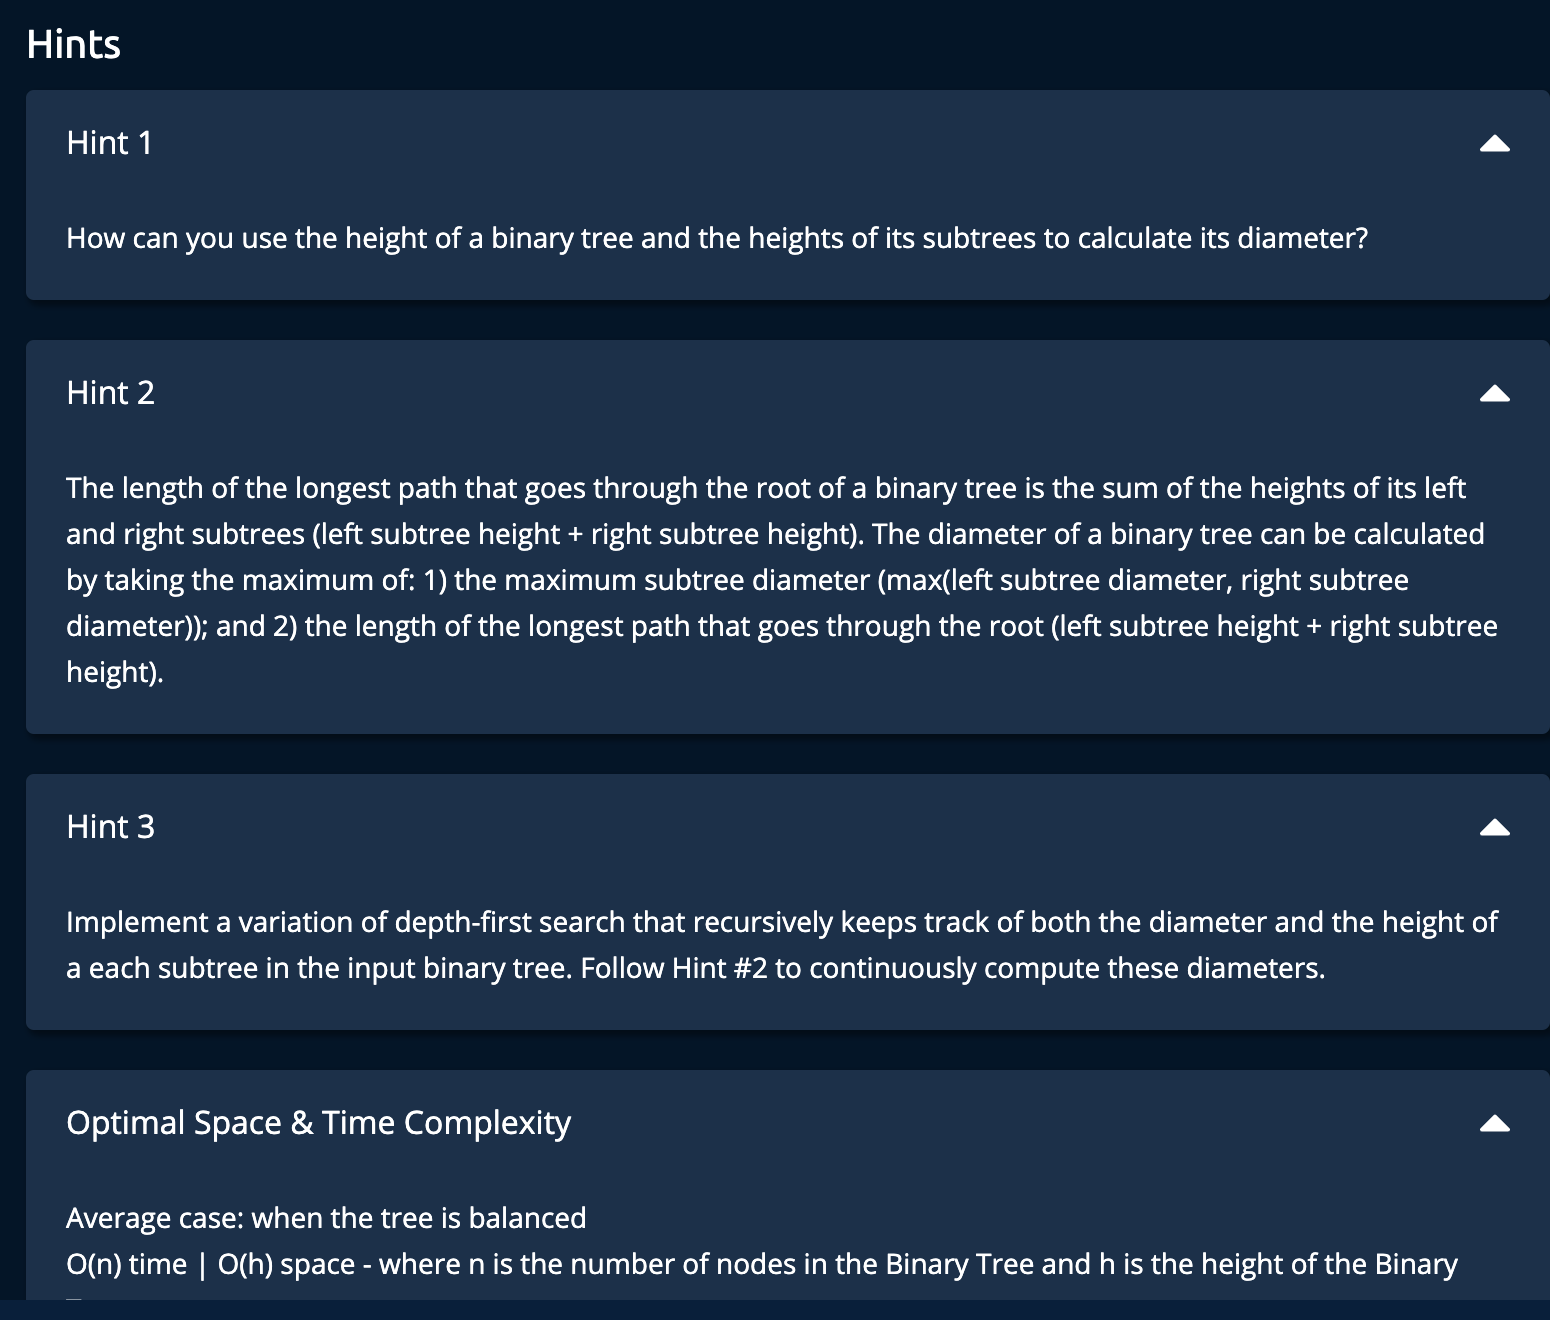 Hints
Hint 1
How can you use the height of a binary tree and the heights of its subtrees to calculate its diameter?
Hint 2
The length of the longest path that goes through the root of a binary tree is the sum of the heights of its left
and right subtrees (left subtree height + right subtree height). The diameter of a binary tree can be calculated
by taking the maximum of: 1) the maximum subtree diameter (max(left subtree diameter, right subtree
diameter)); and 2) the length of the longest path that goes through the root (left subtree height + right subtree
height).
Hint 3
Implement a variation of depth-first search that recursively keeps track of both the diameter and the height of
a each subtree in the input binary tree. Follow Hint #2 to continuously compute these diameters.
Optimal Space & Time Complexity
Average case: when the tree is balanced
O(n) time | O(h) space - where n is the number of nodes in the Binary Tree and h is the height of the Binary